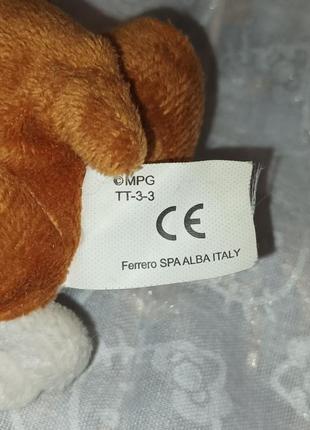 ©MPG
TT-3-3
CE
Ferrero SPA ALBA ITALY